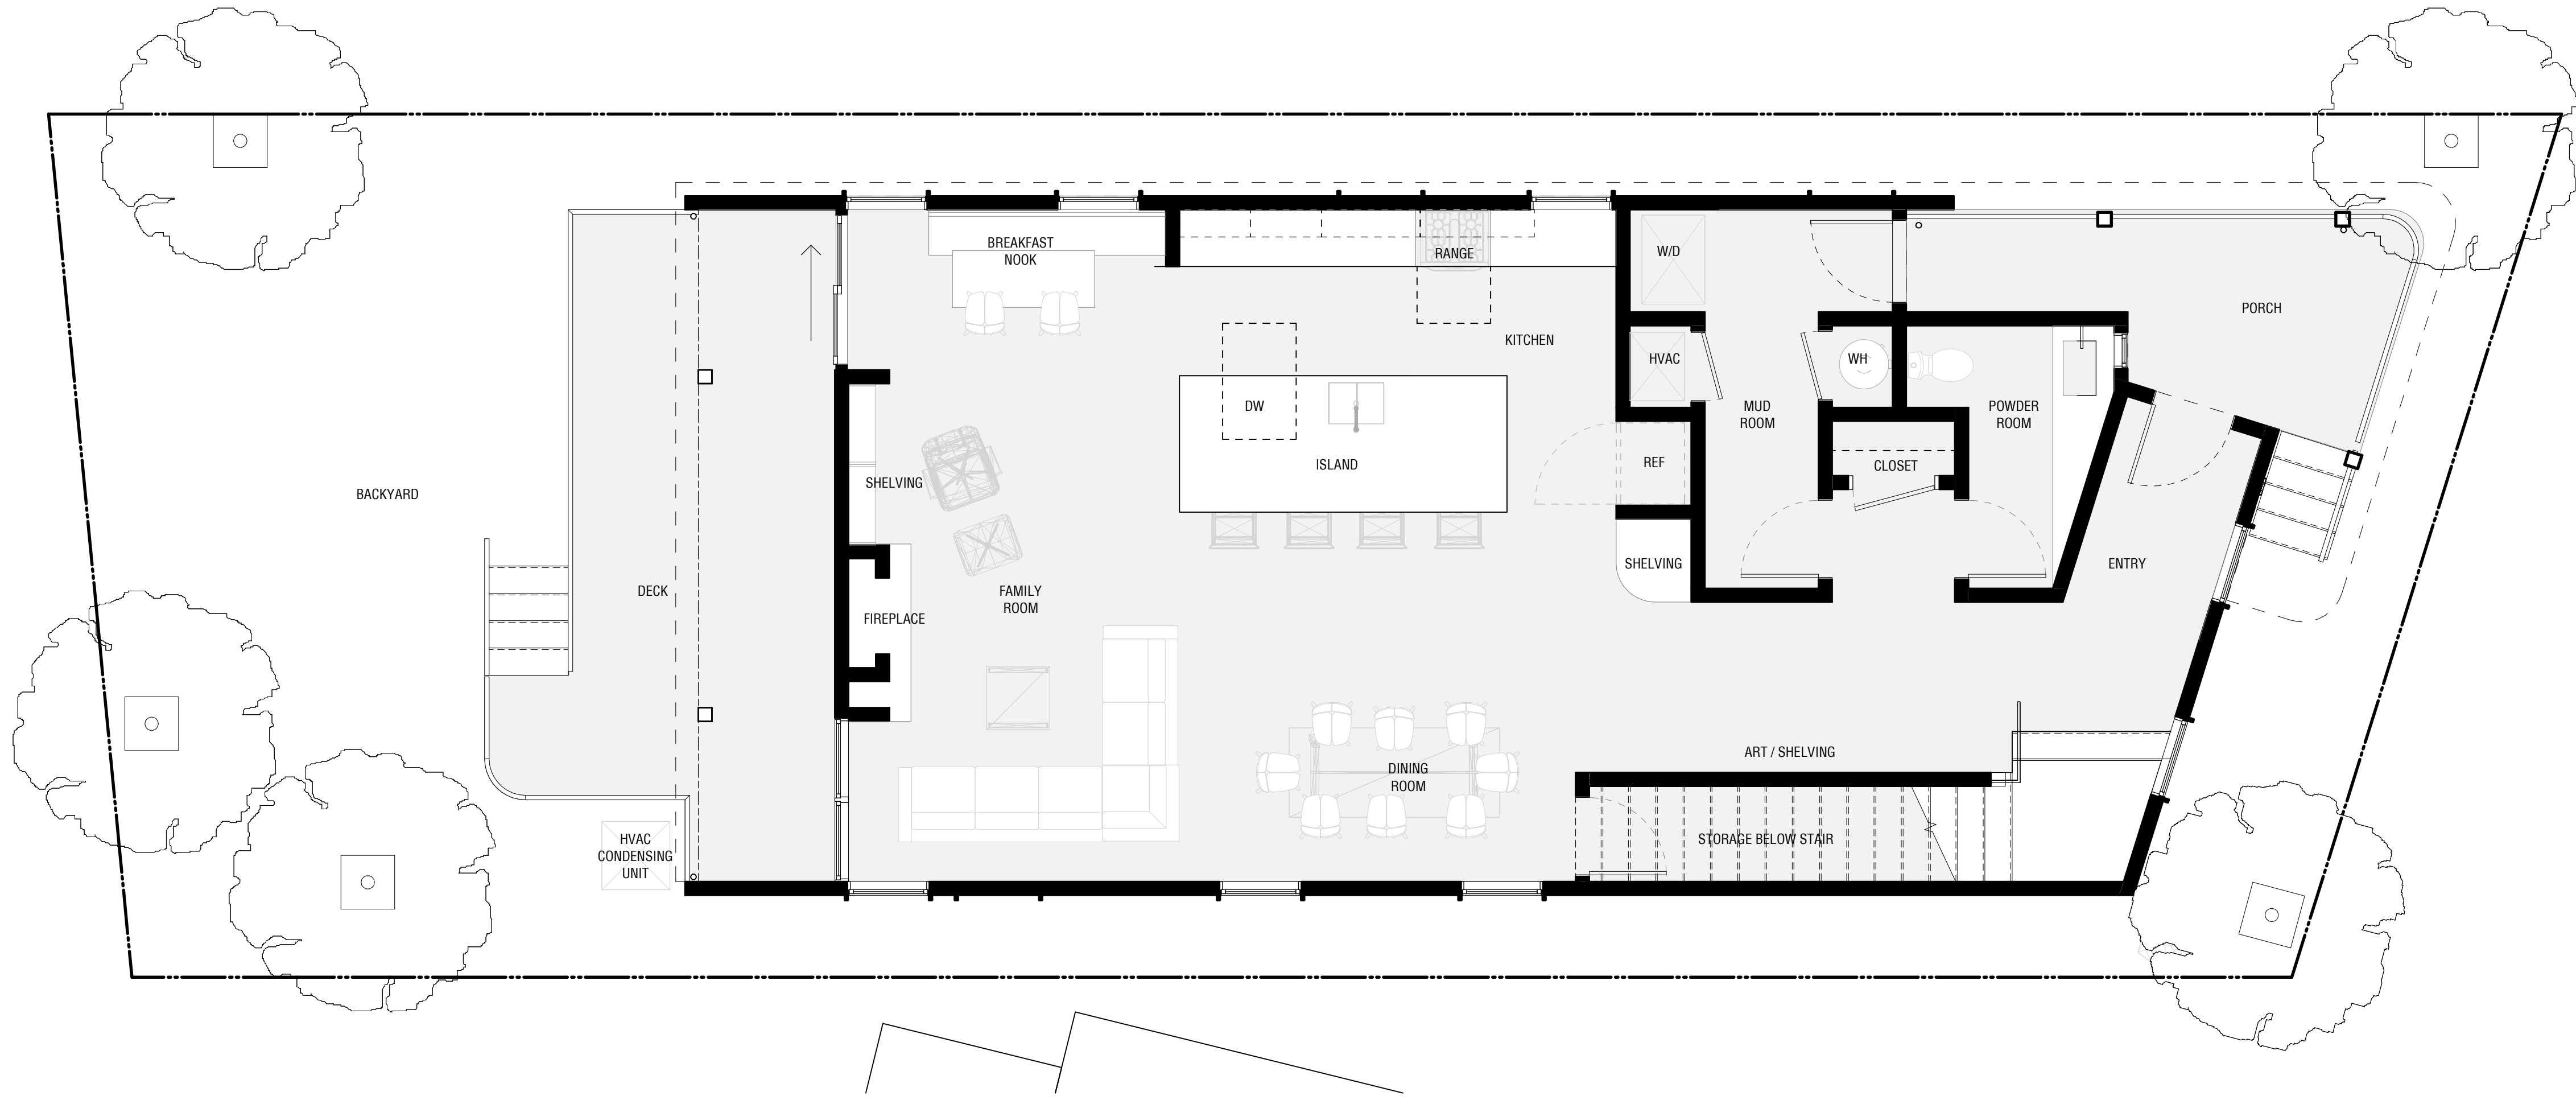 BREAKFAST
NOOK
RANGE
W/D
PORCH
KITCHEN
HVAC
WH
DW
MUD
ROOM
POWDER
ROOM
ISLAND
REF
CLOSET
SHELVING
BACKYARD
DECK
FAMILY
ROOM
SHELVING
ENTRY
FIREPLACE
ART / SHELVING
DINING
ROOM
HVAC
CONDENSING
UNIT
STORAGE BELOW STAIR